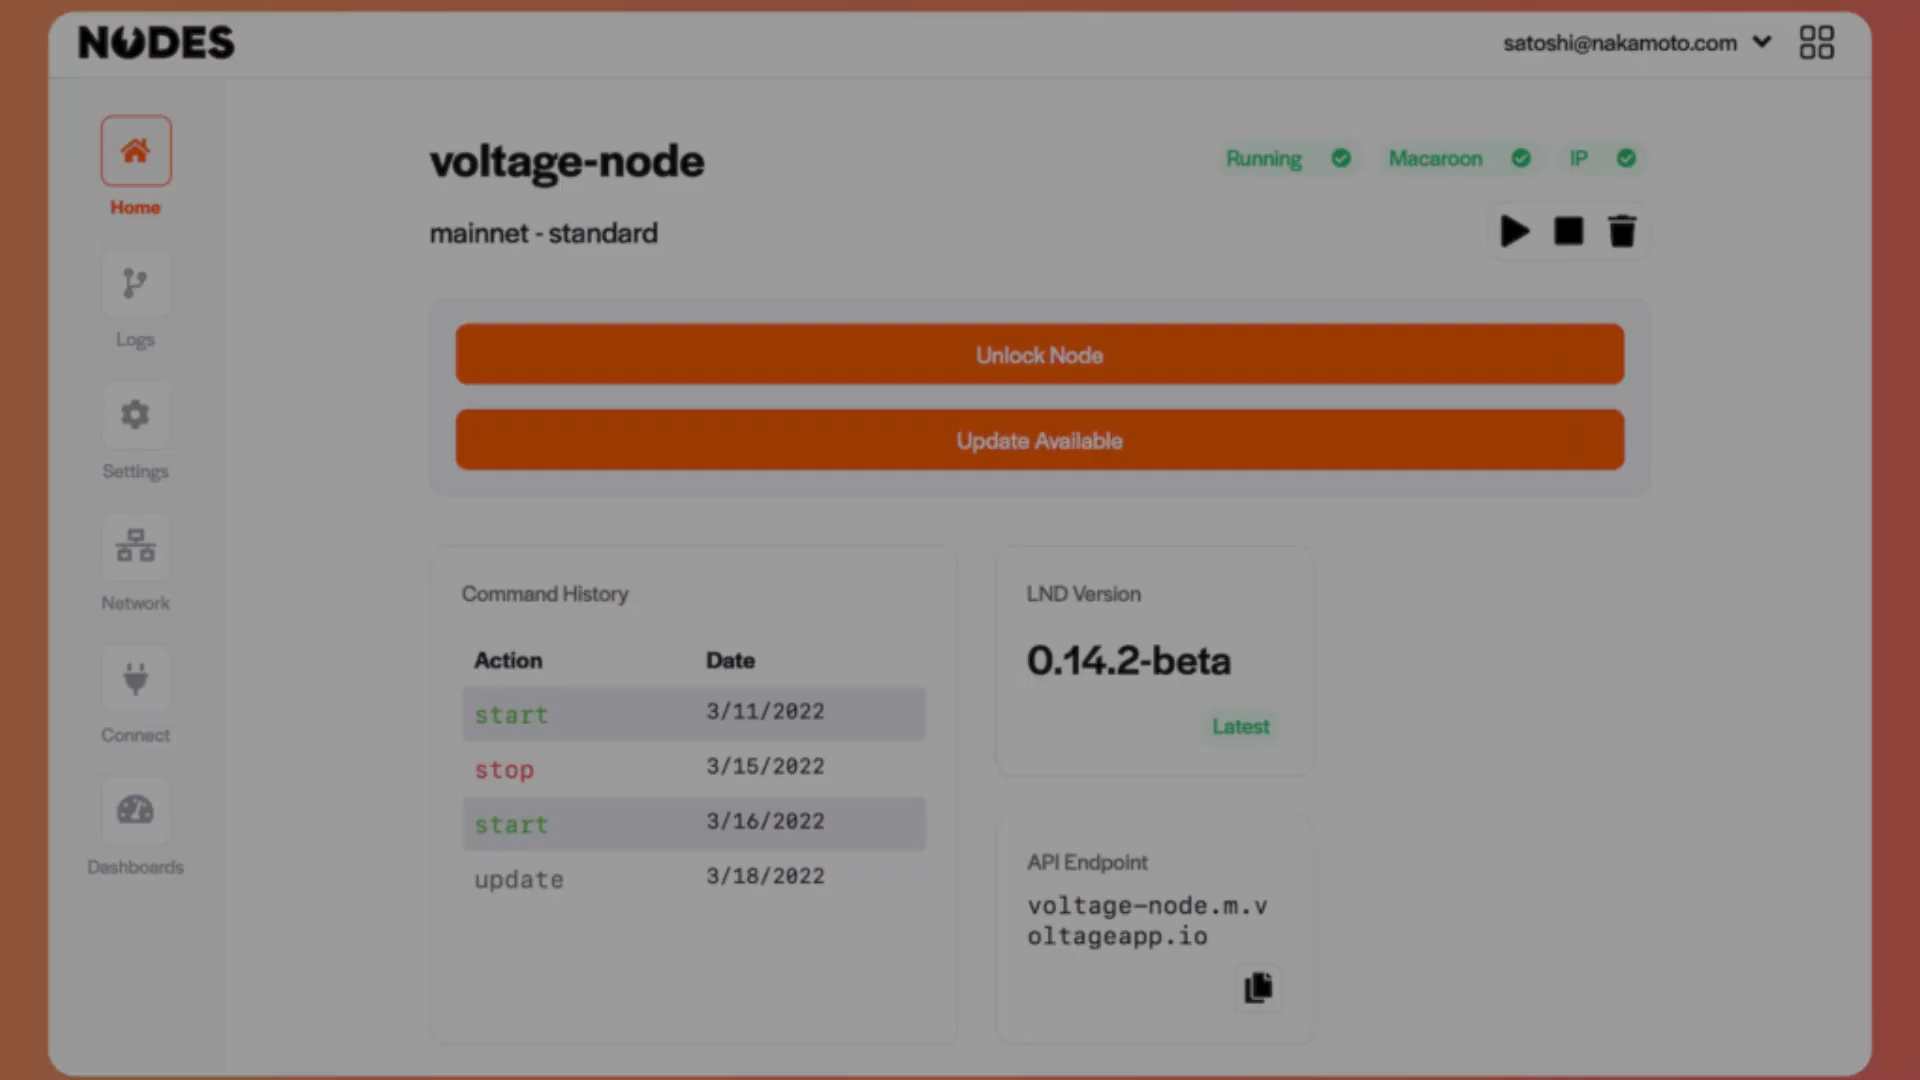 NODES
satoshi@nakamoto.com
Home
Logs
Settings
Network
Connect
Dashboards
voltage-node
Running
Macaroon
IP
mainnet - standard
Unlock Node
Update Available
Command History
Action Date
start 3/11/2022
stop 3/15/2022
start 3/16/2022
update 3/18/2022
LND Version
0.14.2-beta
Latest
API Endpoint
voltage-node.m.v
oltageapp.io